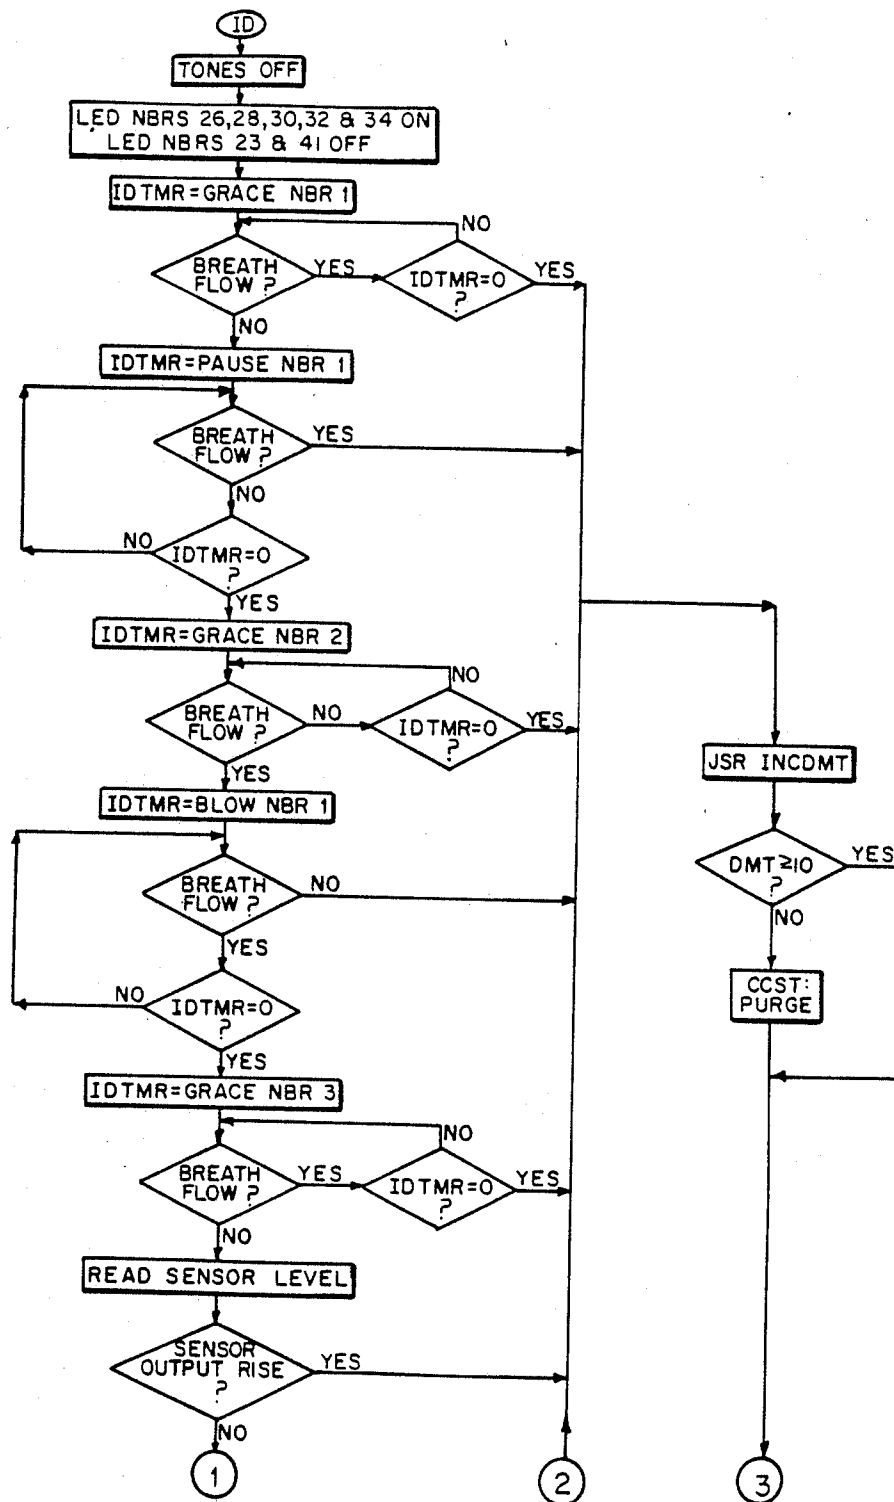 ID
TONES OFF
LED NBRS 26,28,30,32 & 34 ON
LED NBRS 23 & 41 OFF
IDTMR=GRACE NBR 1
NO
BREATH
FLOW ?
YES
IDTMR=0
?
YES
NO
IDTMR=PAUSE NBR 1
BREATH
FLOW ?
YES
NO
NO
IDTMR=0
?
YES
IDTMR=GRACE NBR 2
NO
BREATH
FLOW ?
NO
IDTMR=0
?
YES
YES
IDTMR=BLOW NBR 1
BREATH
FLOW ?
NO
YES
NO
IDTMR=0
?
YES
IDTMR=GRACE NBR 3
NO
BREATH
FLOW ?
YES
IDTMR=0
?
YES
NO
READ SENSOR LEVEL
SENSOR
OUTPUT RISE
?
YES
NO
1
2
JSR INCDMT
DMT≥10
?
YES
NO
CCST:
PURGE
3